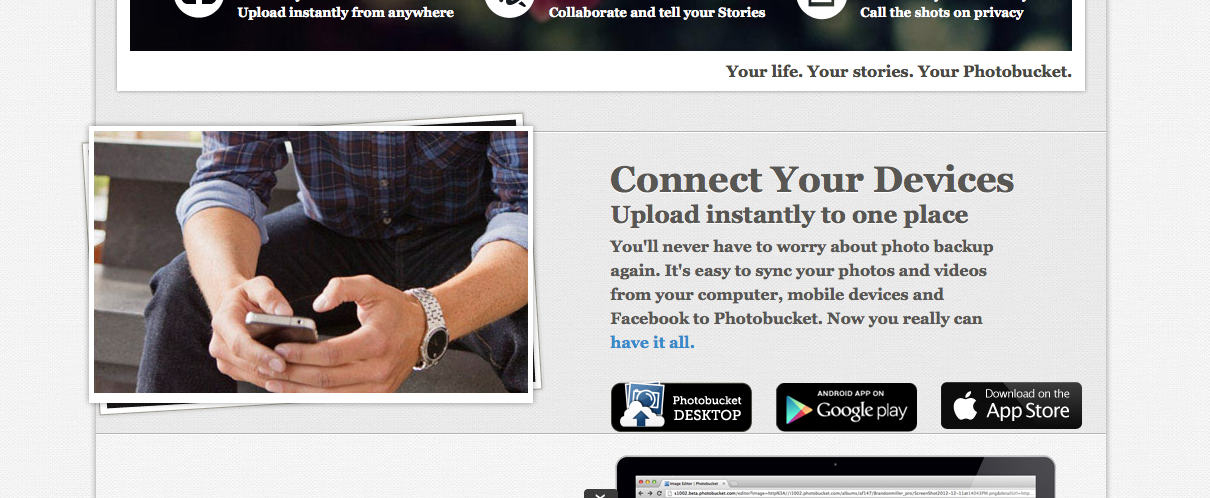 Upload instantly from anywhere
Collaborate and tell your Stories
Call the shots on privacy
Your life. Your stories. Your Photobucket.
Connect Your Devices
Upload instantly to one place
You'll never have to worry about photo backup
again. It's easy to sync your photos and videos
from your computer, mobile devices and
Facebook to Photobucket. Now you really can
have it all.
Photobucket
DESKTOP
ANDROID APP ON
Google play
Download on the
App Store
Image Editor | Photobucket